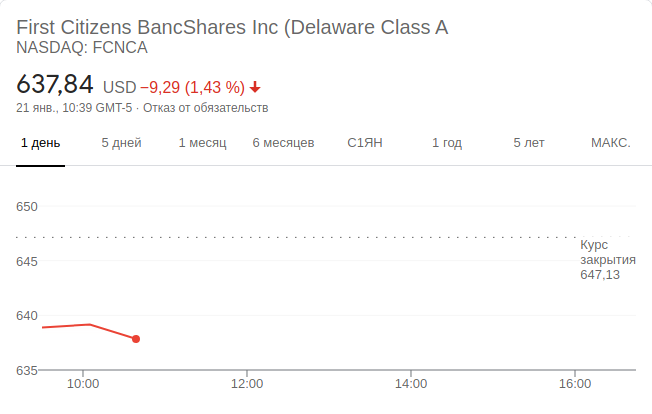 First Citizens BancShares Inc (Delaware Class A
NASDAQ: FCNCA
637,84 USD −9,29 (1,43 %)
21 янв., 10:39 GMT-5 · Отказ от обязательств
1 день 5 дней 1 месяц 6 месяцев С1ЯН 1 год 5 лет МАКС.
650
Курс
645 закрытия
647,13
640
635
10:00 12:00 14:00 16:00